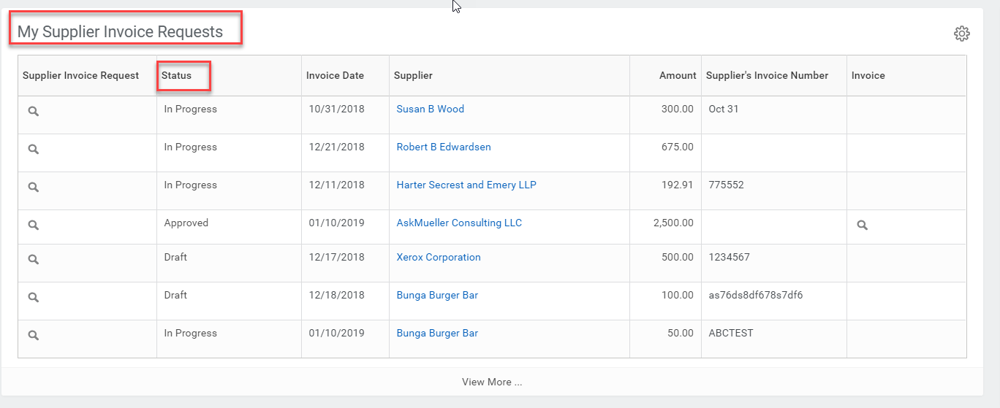 My Supplier Invoice Requests
Supplier Invoice Request Status Invoice Date Supplier Amount Supplier's Invoice Number Invoice
In Progress 10/31/2018 Susan B Wood 300.00 Oct 31
In Progress 12/21/2018 Robert B Edwardsen 675.00
In Progress 12/11/2018 Harter Secrest and Emery LLP 192.91 775552
Approved 01/10/2019 AskMueller Consulting LLC 2,500.00
Draft 12/17/2018 Xerox Corporation 500.00 1234567
Draft 12/18/2018 Bunga Burger Bar 100.00 as76ds8df678s7df6
In Progress 01/10/2019 Bunga Burger Bar 50.00 ABCTEST
View More ...